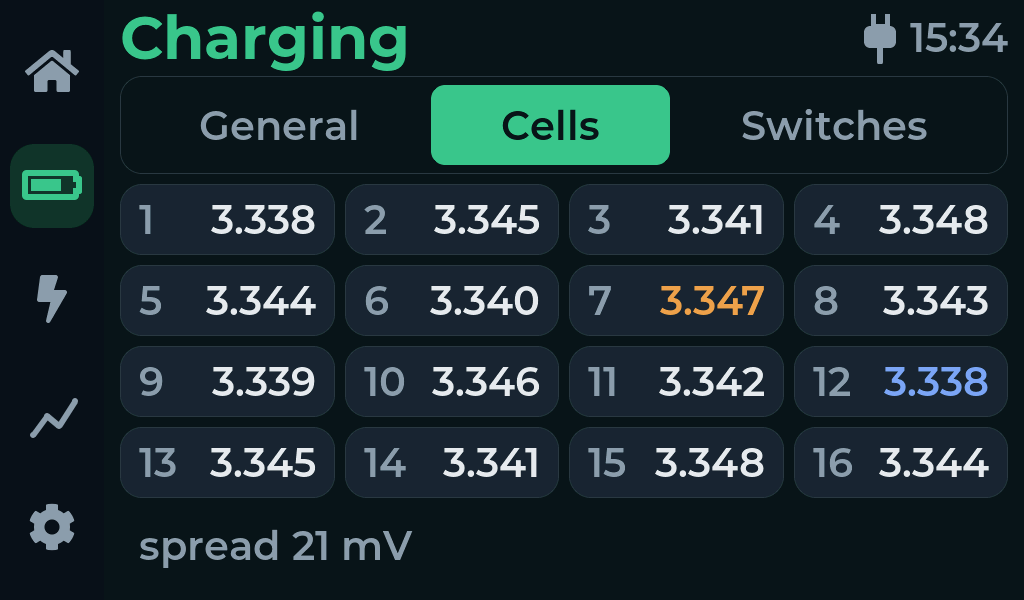 Charging 15:34
General Cells Switches
1 3.338 2 3.345 3 3.341 4 3.348
5 3.344 6 3.340 7 3.347 8 3.343
9 3.339 10 3.346 11 3.342 12 3.338
13 3.345 14 3.341 15 3.348 16 3.344
spread 21 mV